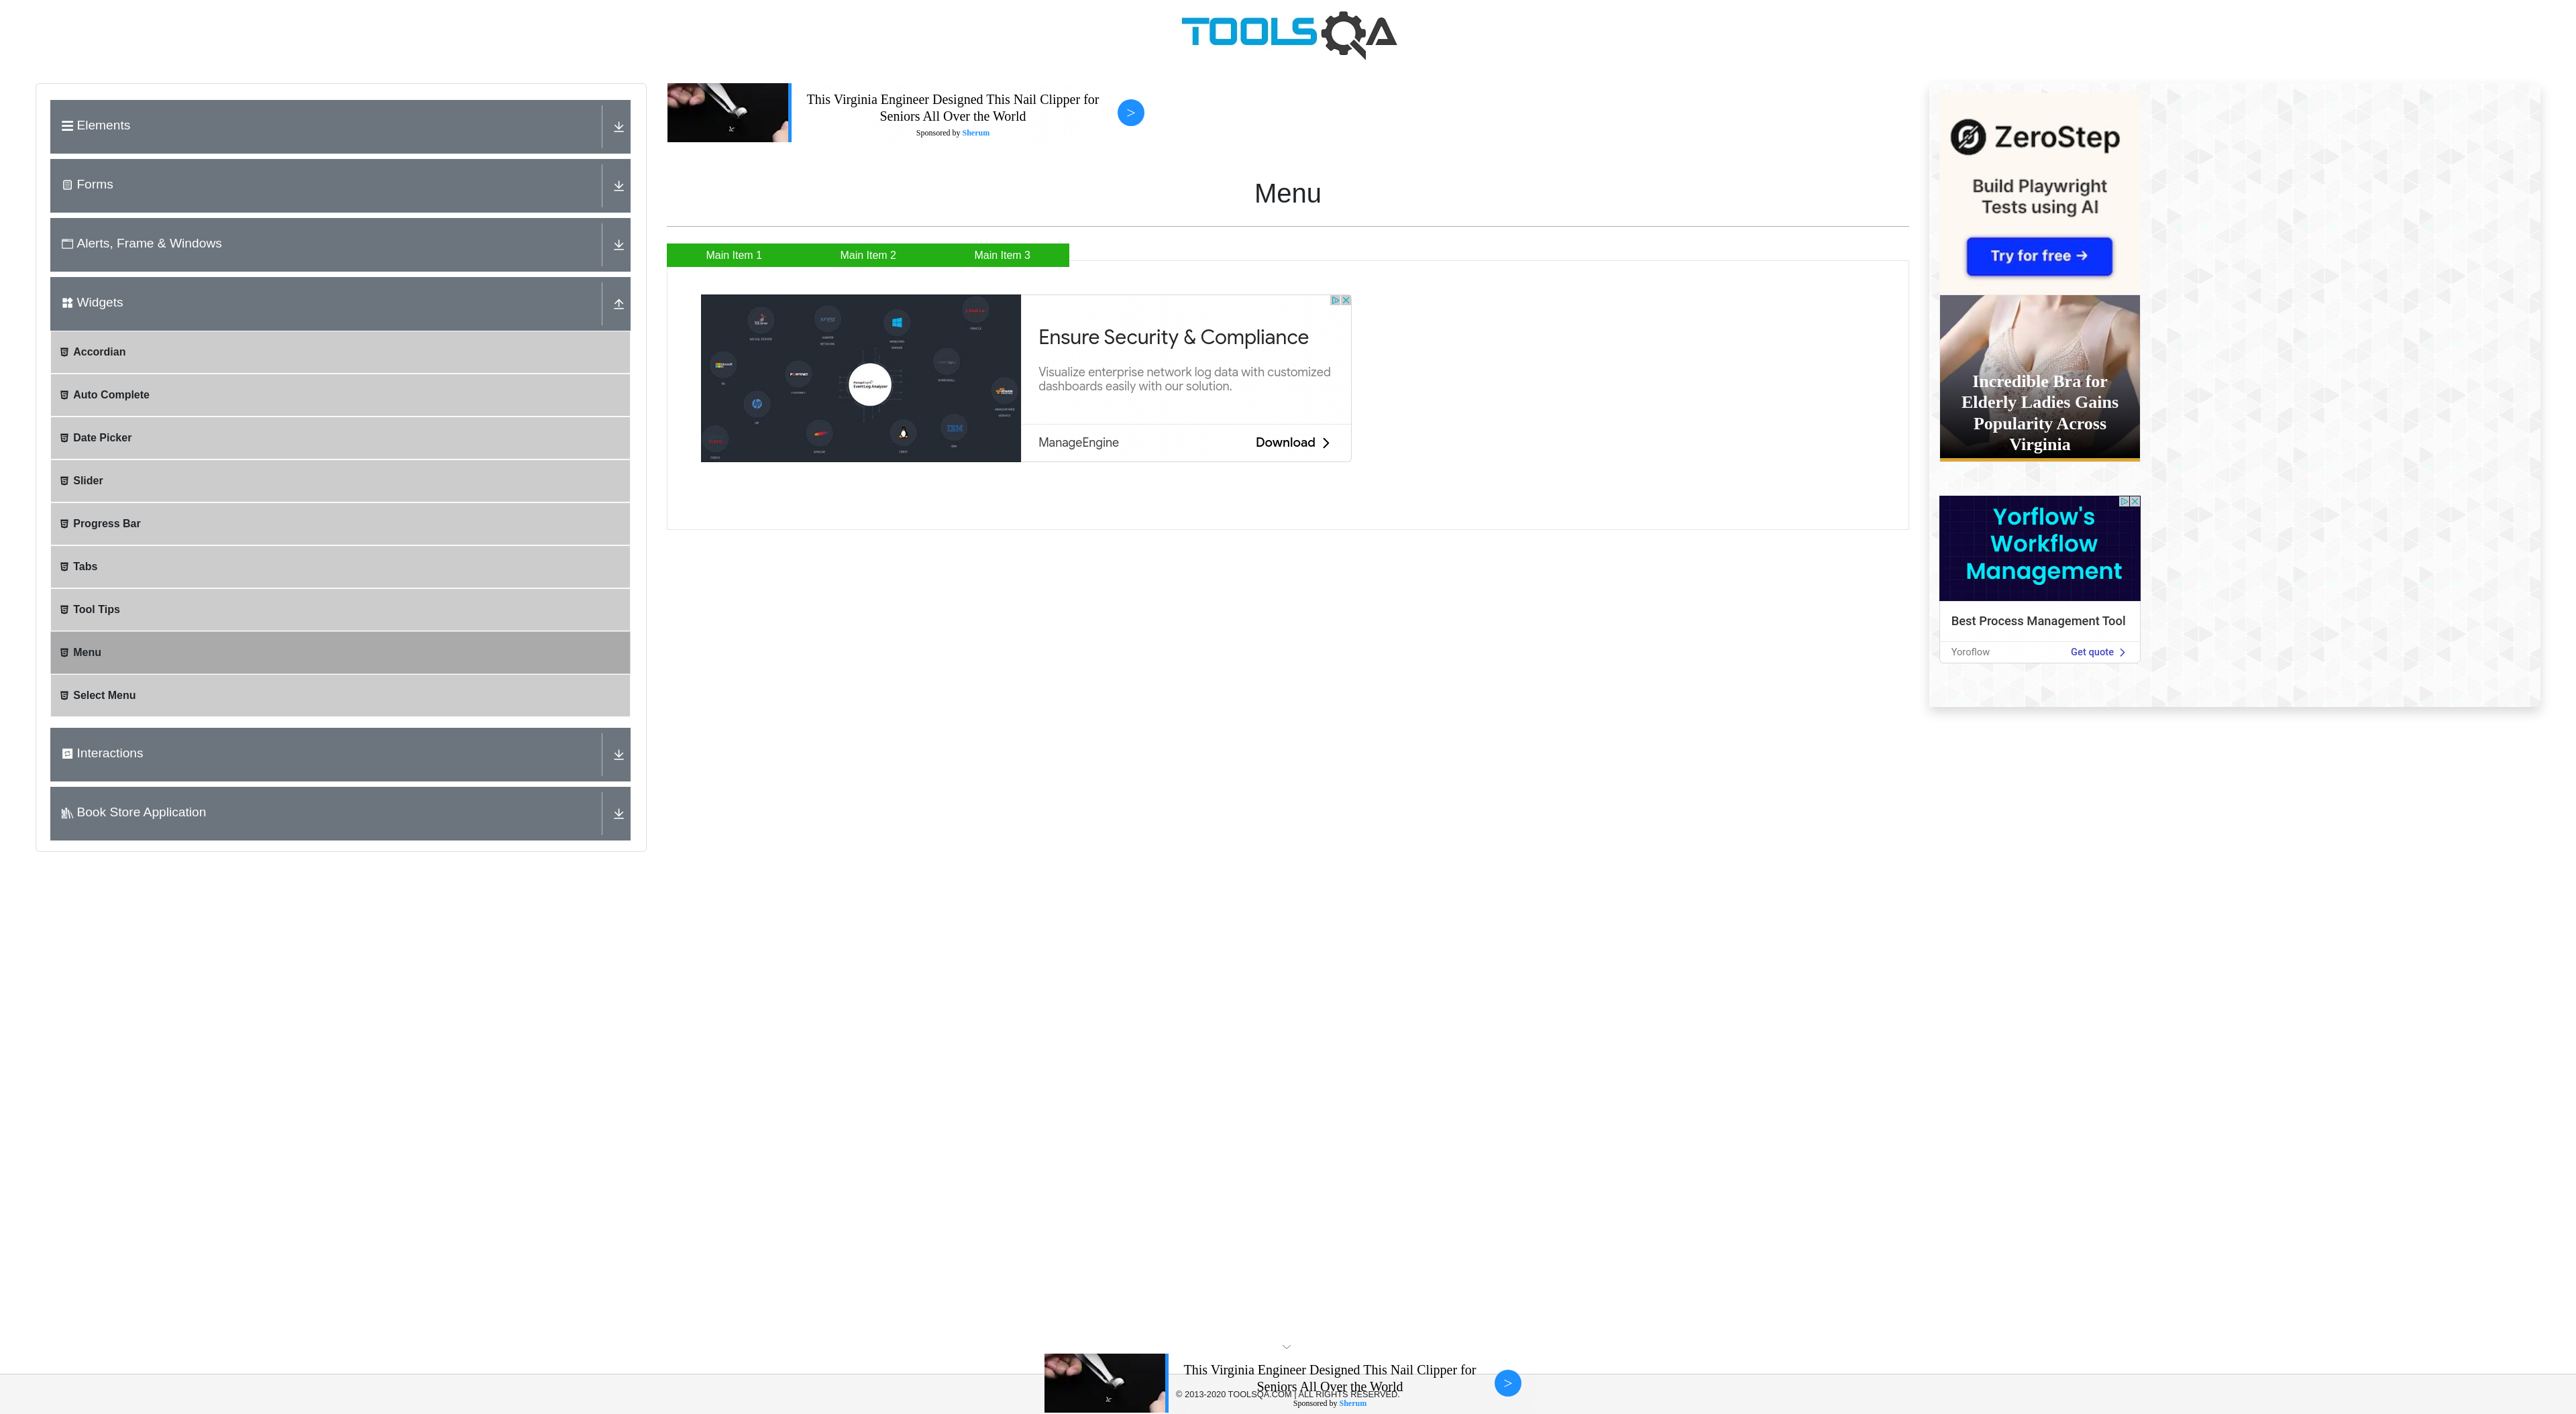 TOOLSQA
Elements
Forms
Alerts, Frame & Windows
Widgets
Accordian
Auto Complete
Date Picker
Slider
Progress Bar
Tabs
Tool Tips
Menu
Select Menu
Interactions
Book Store Application
This Virginia Engineer Designed This Nail Clipper for
Seniors All Over the World
Sponsored by Sherum
>
Menu
Main Item 1
Main Item 2
Main Item 3
EventLog Analyzer
IBM
Ensure Security & Compliance
Visualize enterprise network log data with customized
dashboards easily with our solution.
ManageEngine
Download
ZeroStep
Build Playwright
Tests using AI
Try for free →
Incredible Bra for
Elderly Ladies Gains
Popularity Across
Virginia
Yorflow's
Workflow
Management
Best Process Management Tool
Yoroflow
Get quote
This Virginia Engineer Designed This Nail Clipper for
Seniors All Over the World
© 2013-2020 TOOLSQA.COM | ALL RIGHTS RESERVED.
Sponsored by Sherum
>